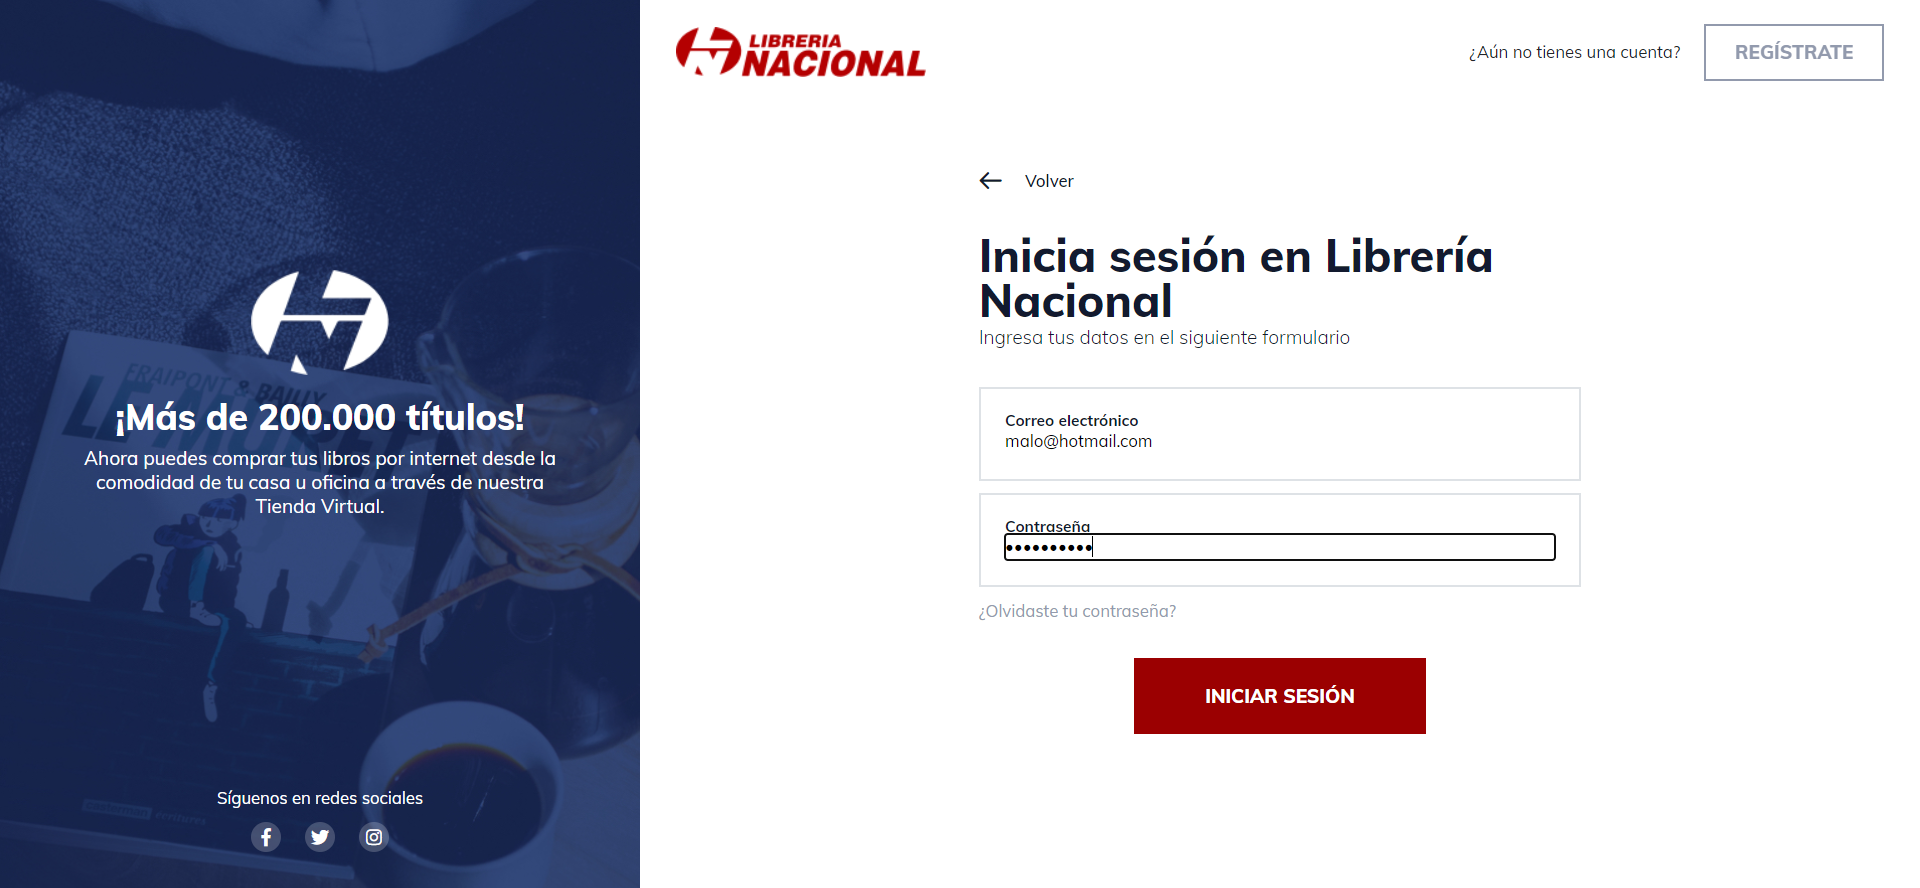 FRAIPONT & BAILLY
¡Más de 200.000 títulos!
Ahora puedes comprar tus libros por internet desde la
comodidad de tu casa u oficina a través de nuestra
Tienda Virtual.
Síguenos en redes sociales
LIBRERIA
NACIONAL
¿Aún no tienes una cuenta?
REGÍSTRATE
Volver
Inicia sesión en Librería
Nacional
Ingresa tus datos en el siguiente formulario
Correo electrónico
malo@hotmail.com
Contraseña
••••••••••
¿Olvidaste tu contraseña?
INICIAR SESIÓN